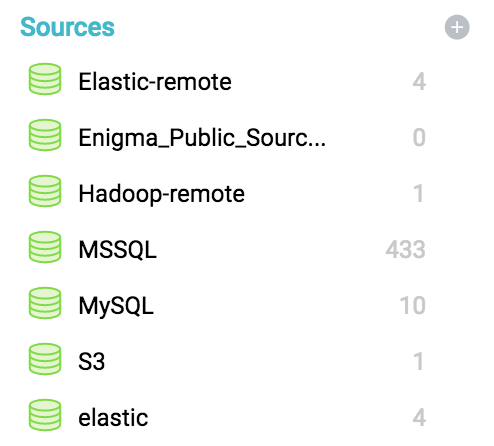 Sources
Elastic-remote 4
Enigma_Public_Sourc... 0
Hadoop-remote 1
MSSQL 433
MySQL 10
S3 1
elastic 4